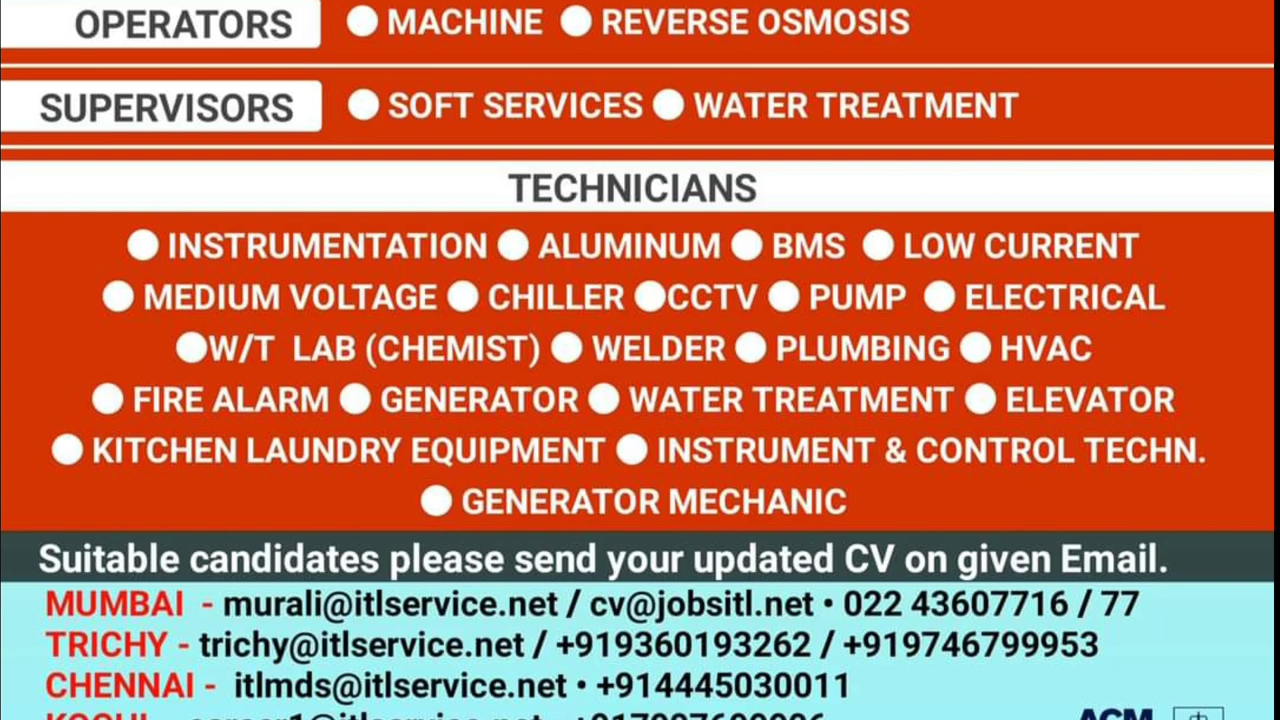 OPERATORS ● MACHINE ● REVERSE OSMOSIS
SUPERVISORS ● SOFT SERVICES ● WATER TREATMENT
TECHNICIANS
● INSTRUMENTATION ● ALUMINUM ● BMS ● LOW CURRENT
● MEDIUM VOLTAGE ● CHILLER ●CCTV ● PUMP ● ELECTRICAL
●W/T LAB (CHEMIST) ● WELDER ● PLUMBING ● HVAC
● FIRE ALARM ● GENERATOR ● WATER TREATMENT ● ELEVATOR
● KITCHEN LAUNDRY EQUIPMENT ● INSTRUMENT & CONTROL TECHN.
● GENERATOR MECHANIC
Suitable candidates please send your updated CV on given Email.
MUMBAI - murali@itlservice.net / cv@jobsitl.net • 022 43607716 / 77
TRICHY - trichy@itlservice.net / +919360193262 / +919746799953
CHENNAI - itlmds@itlservice.net • +914445030011
KOCHI
ACM